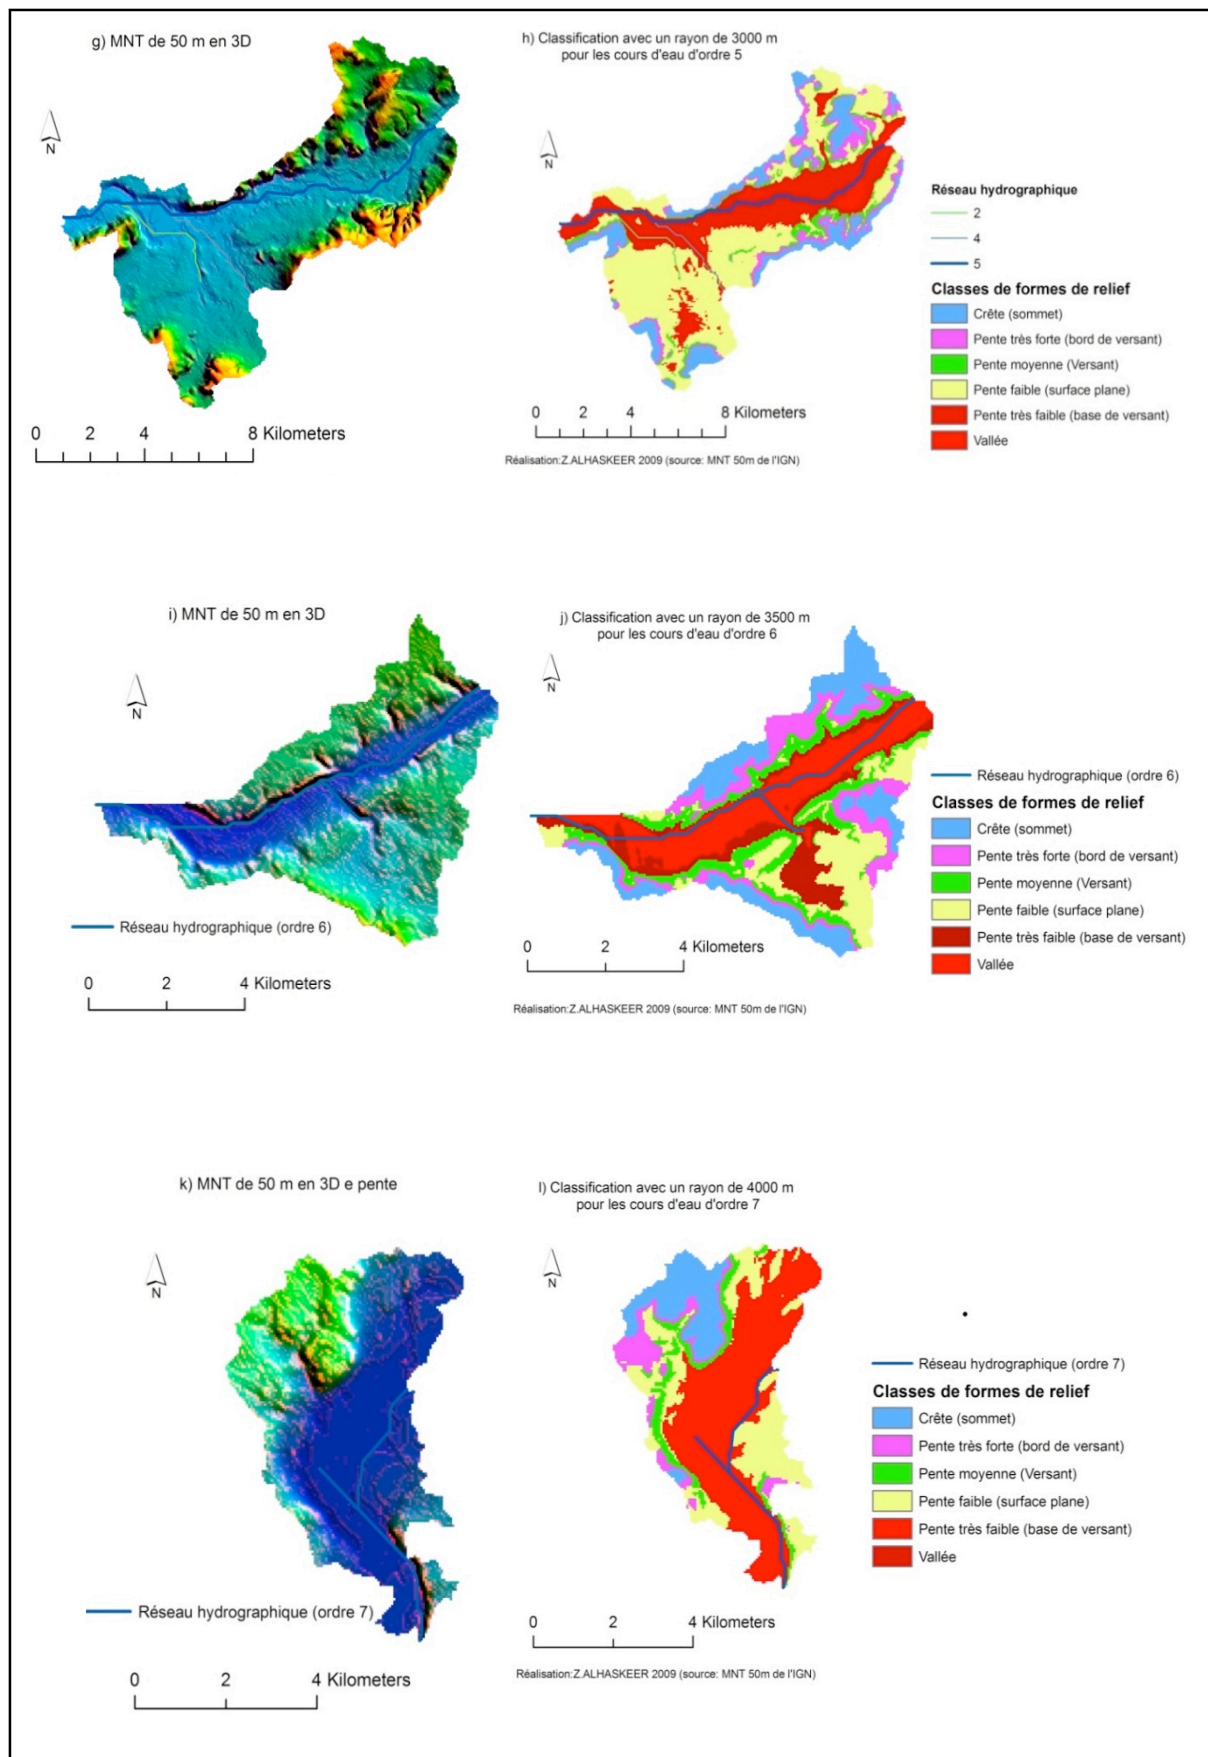 g) MNT de 50 m en 3D
N
0 2 4 8 Kilometers
h) Classification avec un rayon de 3000 m
pour les cours d'eau d'ordre 5
N
0 2 4 8 Kilometers
Réalisation:Z.ALHASKEER 2009 (source: MNT 50m de l'IGN)
Réseau hydrographique
2
4
5
Classes de formes de relief
Crête (sommet)
Pente très forte (bord de versant)
Pente moyenne (Versant)
Pente faible (surface plane)
Pente très faible (base de versant)
Vallée
i) MNT de 50 m en 3D
N
Réseau hydrographique (ordre 6)
0 2 4 Kilometers
j) Classification avec un rayon de 3500 m
pour les cours d'eau d'ordre 6
N
0 2 4 Kilometers
Réalisation:Z.ALHASKEER 2009 (source: MNT 50m de l'IGN)
Réseau hydrographique (ordre 6)
Classes de formes de relief
Crête (sommet)
Pente très forte (bord de versant)
Pente moyenne (Versant)
Pente faible (surface plane)
Pente très faible (base de versant)
Vallée
k) MNT de 50 m en 3D e pente
N
Réseau hydrographique (ordre 7)
0 2 4 Kilometers
l) Classification avec un rayon de 4000 m
pour les cours d'eau d'ordre 7
N
0 2 4 Kilometers
Réalisation:Z.ALHASKEER 2009 (source: MNT 50m de l'IGN)
Réseau hydrographique (ordre 7)
Classes de formes de relief
Crête (sommet)
Pente très forte (bord de versant)
Pente moyenne (Versant)
Pente faible (surface plane)
Pente très faible (base de versant)
Vallée